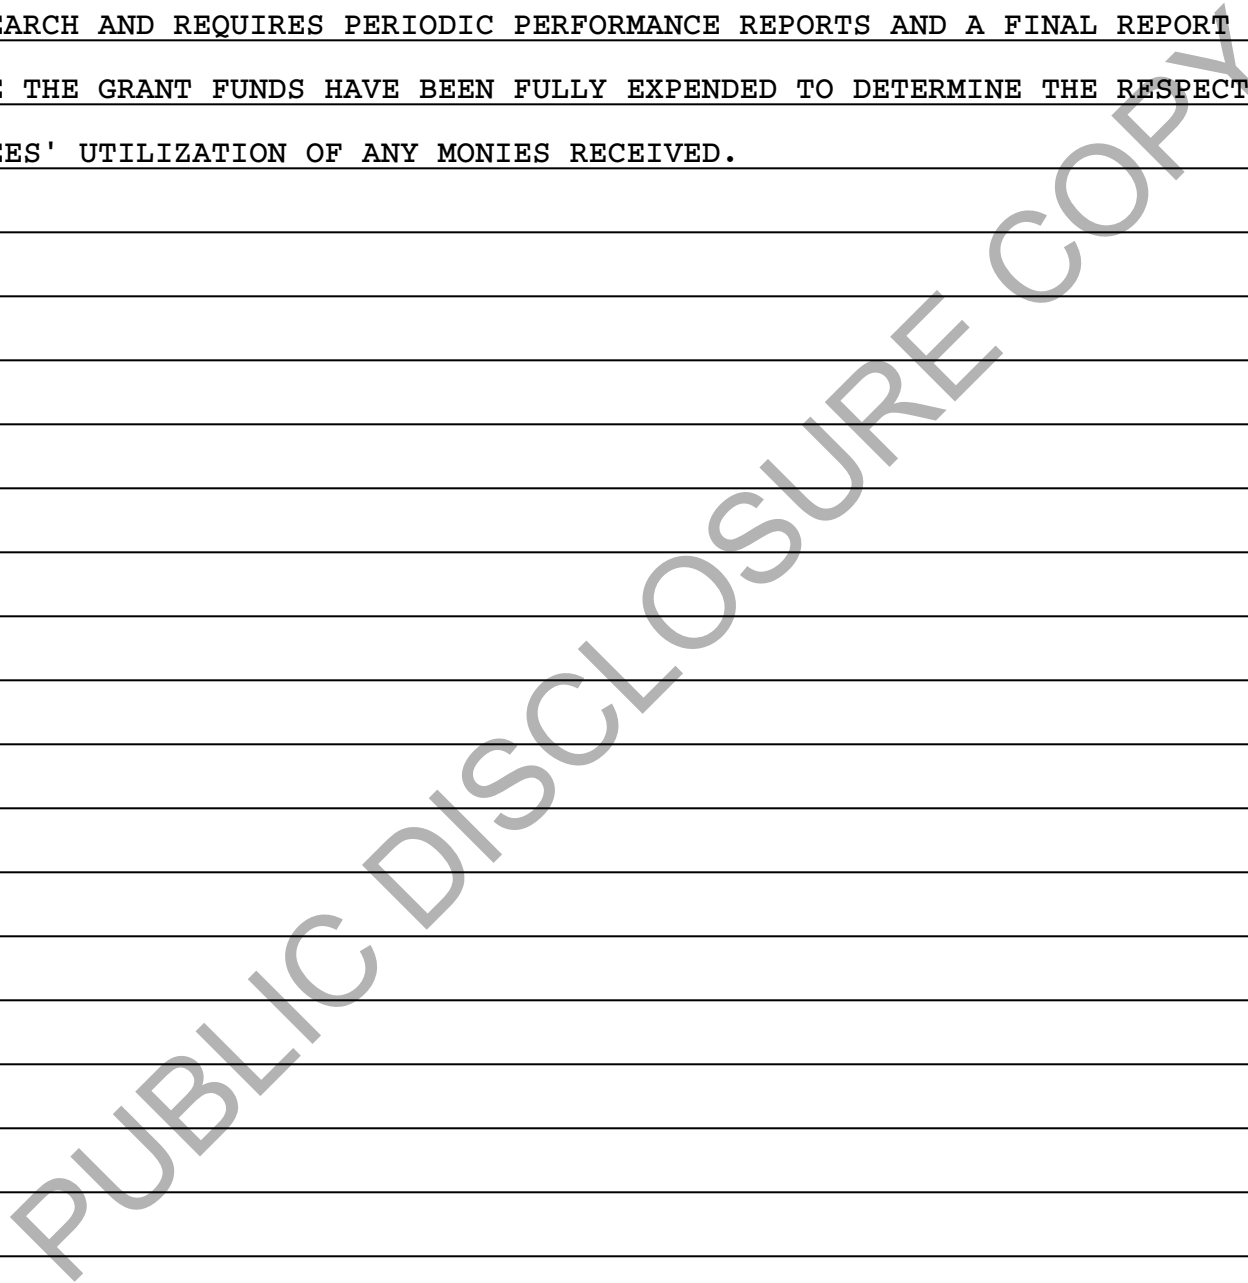 EARCH AND REQUIRES PERIODIC PERFORMANCE REPORTS AND A FINAL REPORT
E THE GRANT FUNDS HAVE BEEN FULLY EXPENDED TO DETERMINE THE RESPECT
EES' UTILIZATION OF ANY MONIES RECEIVED.
PUBLIC DISCLOSURE COPY